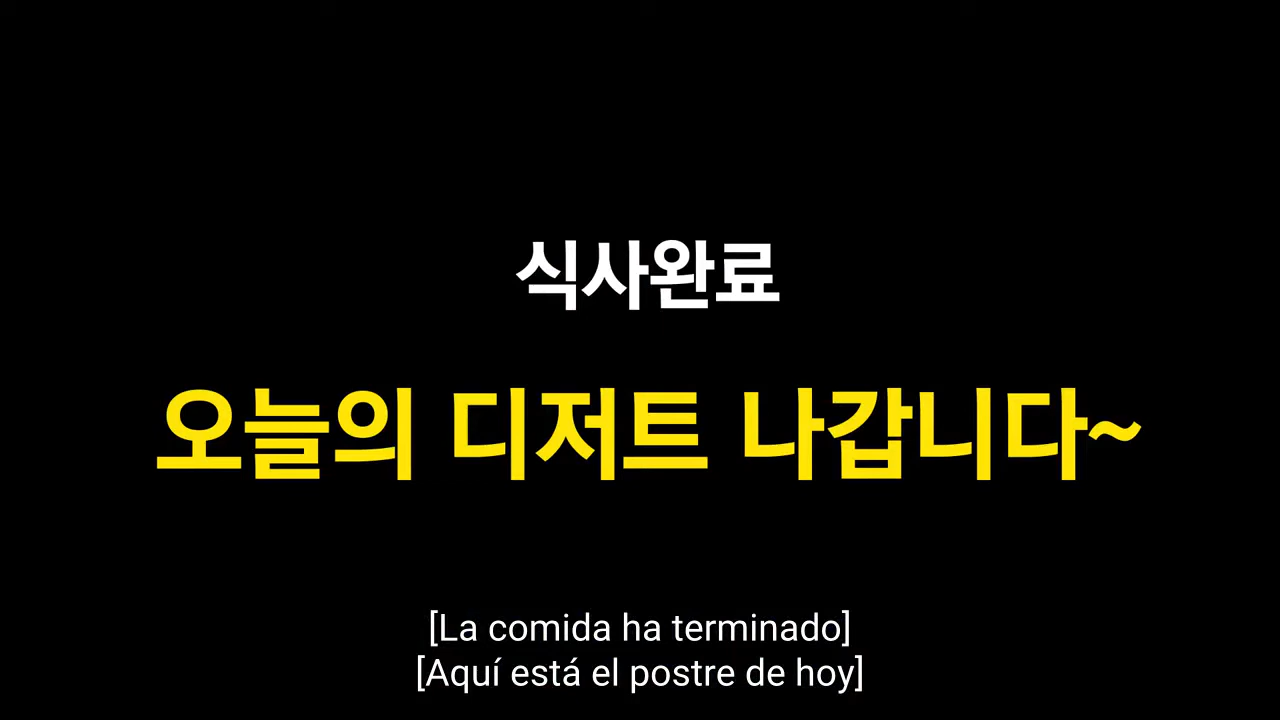 식사완료
오늘의 디저트 나갑니다~
[La comida ha terminado]
[Aquí está el postre de hoy]